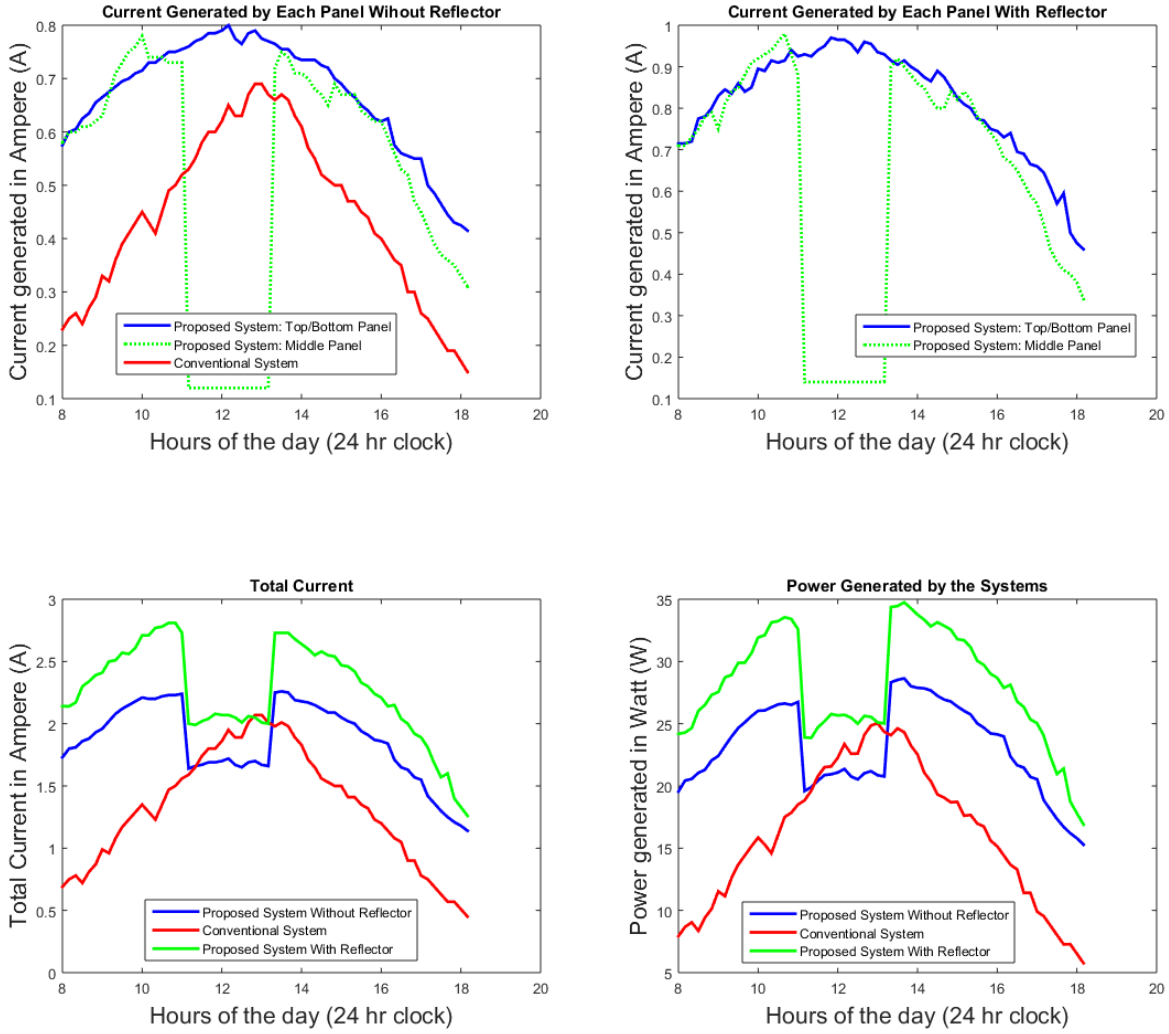 Current Generated by Each Panel Wihout Reflector
Current generated in Ampere (A)
0.8
0.7
0.6
0.5
0.4
0.3
0.2
0.1
Proposed System: Top/Bottom Panel
Proposed System: Middle Panel
Conventional System
8 10 12 14 16 18 20
Hours of the day (24 hr clock)
Current Generated by Each Panel With Reflector
Current generated in Ampere (A)
1
0.9
0.8
0.7
0.6
0.5
0.4
0.3
0.2
0.1
Proposed System: Top/Bottom Panel
Proposed System: Middle Panel
8 10 12 14 16 18 20
Hours of the day (24 hr clock)
Total Current
Total Current in Ampere (A)
3
2.5
2
1.5
1
0.5
0
Proposed System Without Reflector
Conventional System
Proposed System With Reflector
8 10 12 14 16 18 20
Hours of the day (24 hr clock)
Power Generated by the Systems
Power generated in Watt (W)
35
30
25
20
15
10
5
Proposed System Without Reflector
Conventional System
Proposed System With Reflector
8 10 12 14 16 18 20
Hours of the day (24 hr clock)